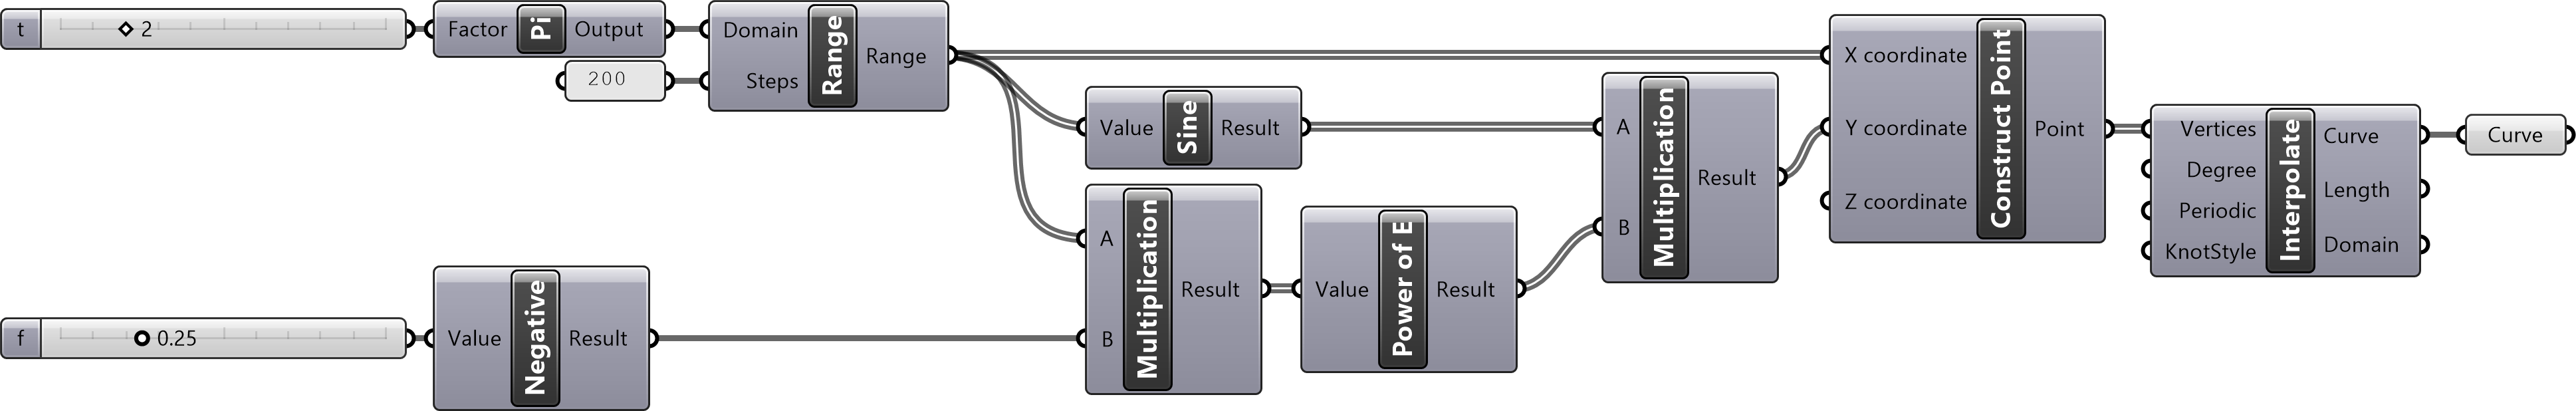 t
2
Factor
Pi
Output
200
Domain
Steps
Range
Range
Value
Sine
Result
f
0.25
Value
Negative
Result
A
B
Multiplication
Result
Value
Power of E
Result
A
B
Multiplication
Result
X coordinate
Y coordinate
Z coordinate
Construct Point
Point
Vertices
Degree
Periodic
KnotStyle
Interpolate
Curve
Length
Domain
Curve